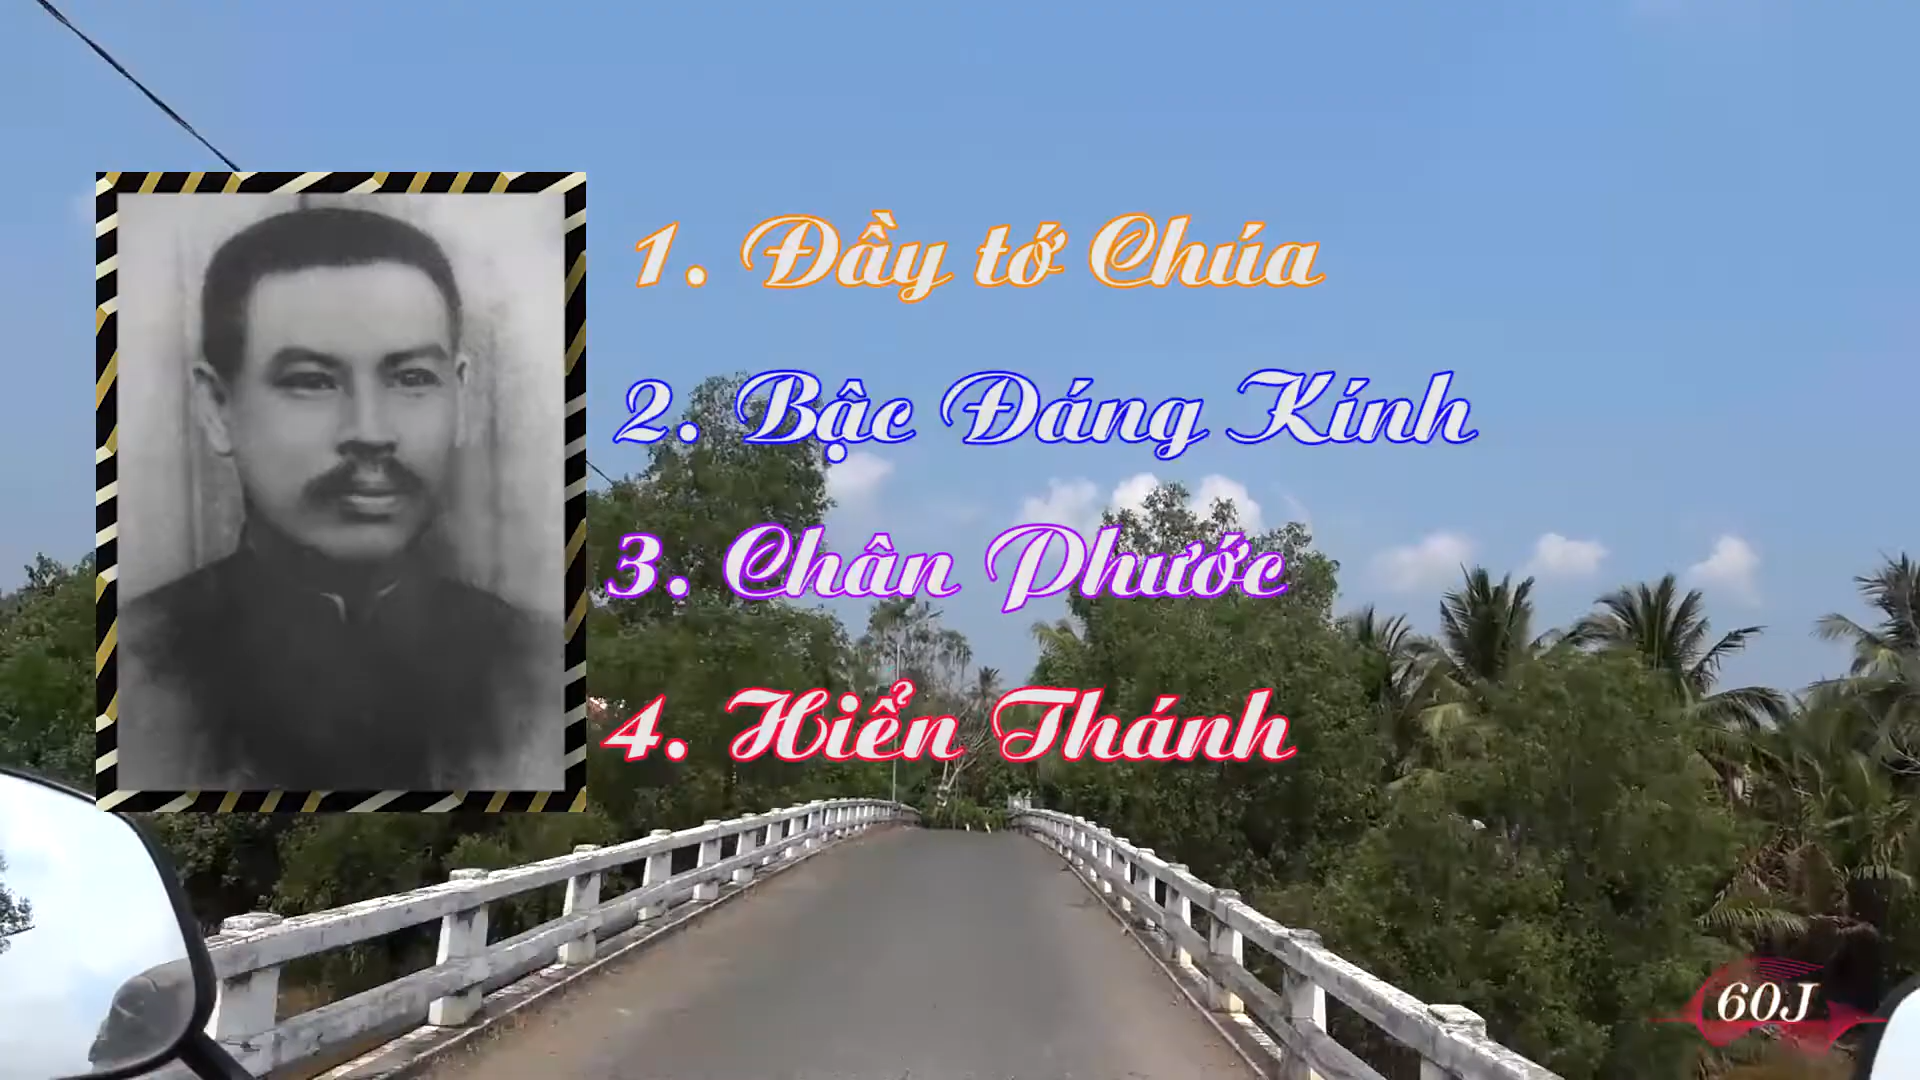 1. Đầy tớ Chúa
2. Bậc Đáng Kính
3. Chân Phước
4. Hiển Thánh
60J